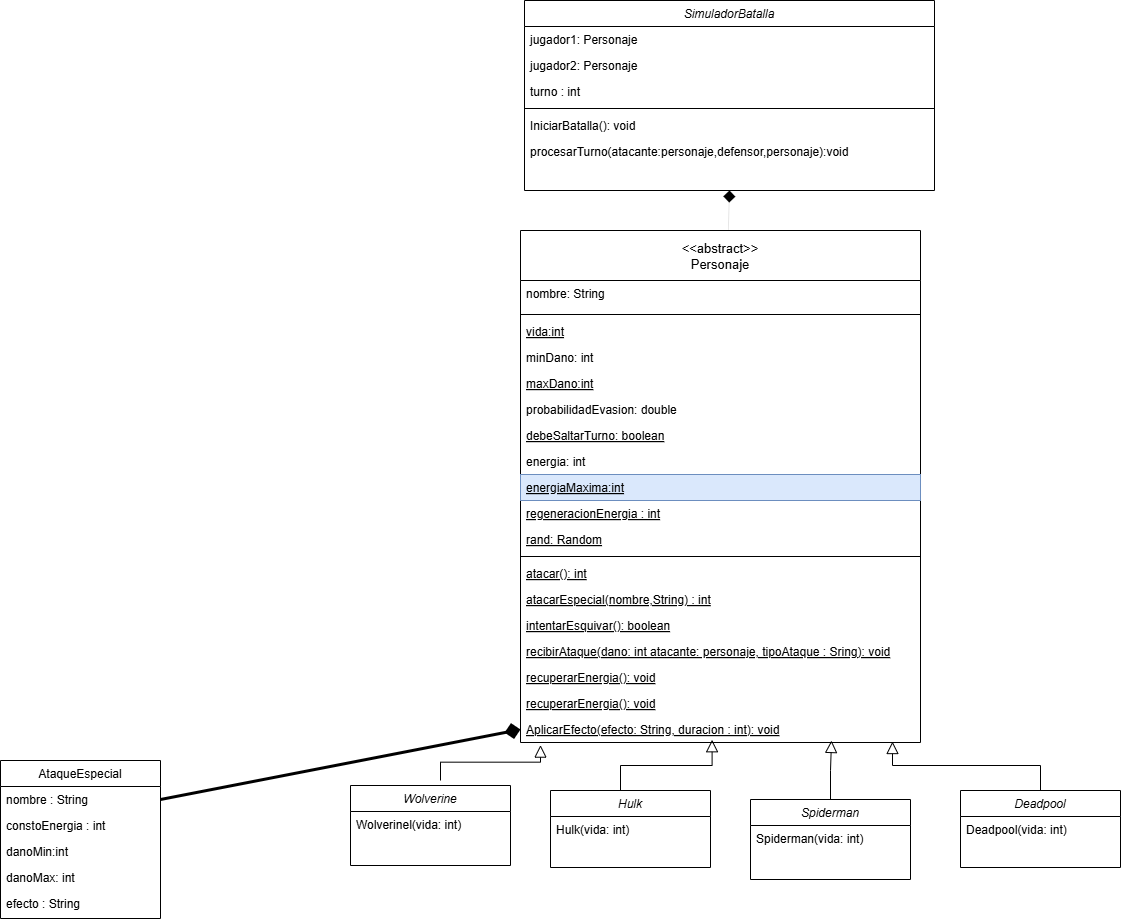 SimuladorBatalla
jugador1: Personaje
jugador2: Personaje
turno : int
IniciarBatalla(): void
procesarTurno(atacante:personaje,defensor,personaje):void
<<abstract>>
Personaje
nombre: String
vida:int
minDano: int
maxDano:int
probabilidadEvasion: double
debeSaltarTurno: boolean
energia: int
energiaMaxima:int
regeneracionEnergia : int
rand: Random
atacar(): int
atacarEspecial(nombre,String) : int
intentarEsquivar(): boolean
recibirAtaque(dano: int atacante: personaje, tipoAtaque : Sring): void
recuperarEnergia(): void
recuperarEnergia(): void
AplicarEfecto(efecto: String, duracion : int): void
AtaqueEspecial
nombre : String
constoEnergia : int
danoMin:int
danoMax: int
efecto : String
Wolverine
Wolverinel(vida: int)
Hulk
Hulk(vida: int)
Spiderman
Spiderman(vida: int)
Deadpool
Deadpool(vida: int)